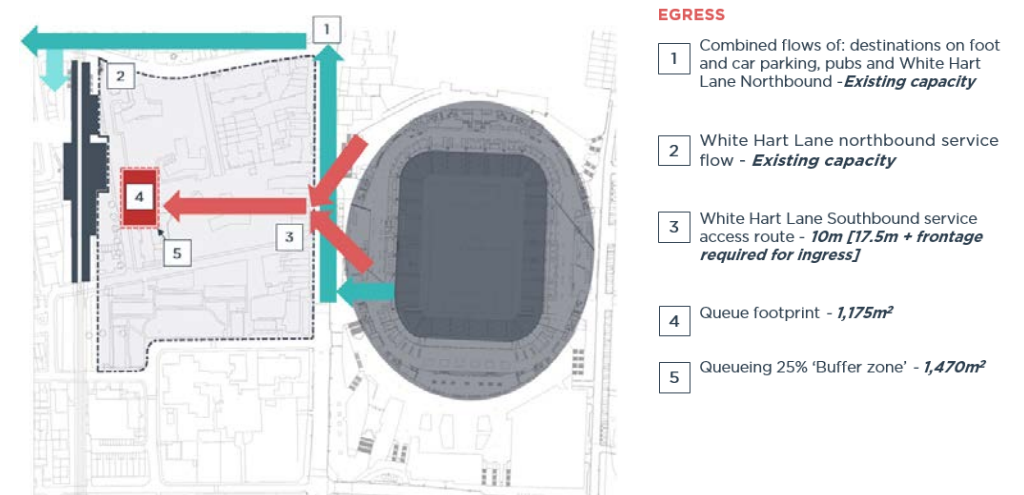 EGRESS
1
Combined flows of: destinations on foot
and car parking, pubs and White Hart
Lane Northbound -Existing capacity
2
White Hart Lane northbound service
flow - Existing capacity
3
White Hart Lane Southbound service
access route - 10m [17.5m + frontage
required for ingress]
4
Queue footprint - 1,175m²
5
Queueing 25% ‘Buffer zone’ - 1,470m²
1
2
4
3
5